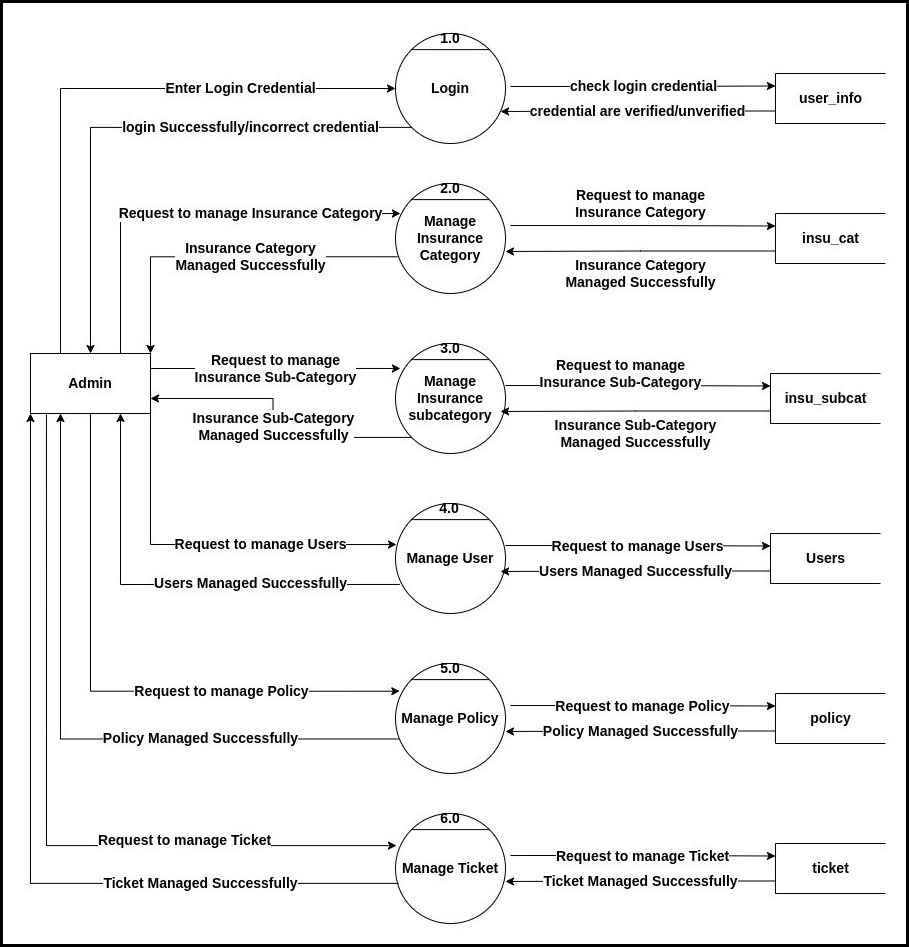 1.0
Enter Login Credential
Login
check login credential
user_info
credential are verified/unverified
login Successfully/incorrect credential
2.0
Request to manage Insurance Category
Manage
Insurance
Category
Request to manage
Insurance Category
insu_cat
Insurance Category
Managed Successfully
Insurance Category
Managed Successfully
3.0
Admin
Request to manage
Insurance Sub-Category
Manage
Insurance
subcategory
Request to manage
Insurance Sub-Category
insu_subcat
Insurance Sub-Category
Managed Successfully
Insurance Sub-Category
Managed Successfully
4.0
Request to manage Users
Manage User
Request to manage Users
Users
Users Managed Successfully
Users Managed Successfully
5.0
Request to manage Policy
Manage Policy
Request to manage Policy
policy
Policy Managed Successfully
Policy Managed Successfully
6.0
Request to manage Ticket
Manage Ticket
Request to manage Ticket
ticket
Ticket Managed Successfully
Ticket Managed Successfully